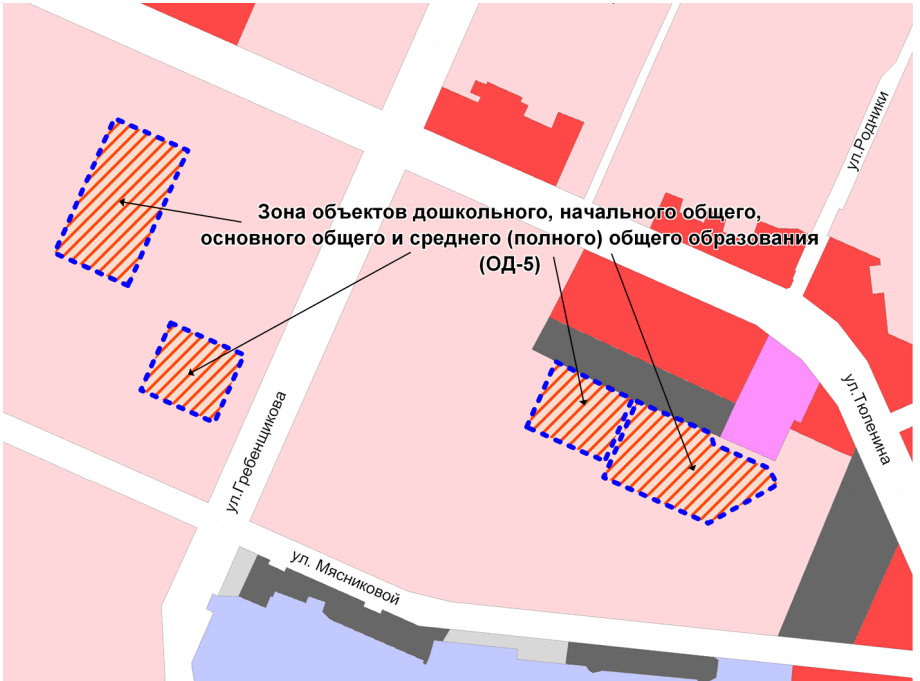 ул.Родники
Зона объектов дошкольного, начального общего,
основного общего и среднего (полного) общего образования
(ОД-5)
ул.Тюленина
ул.Гребенщикова
ул. Мясниковой